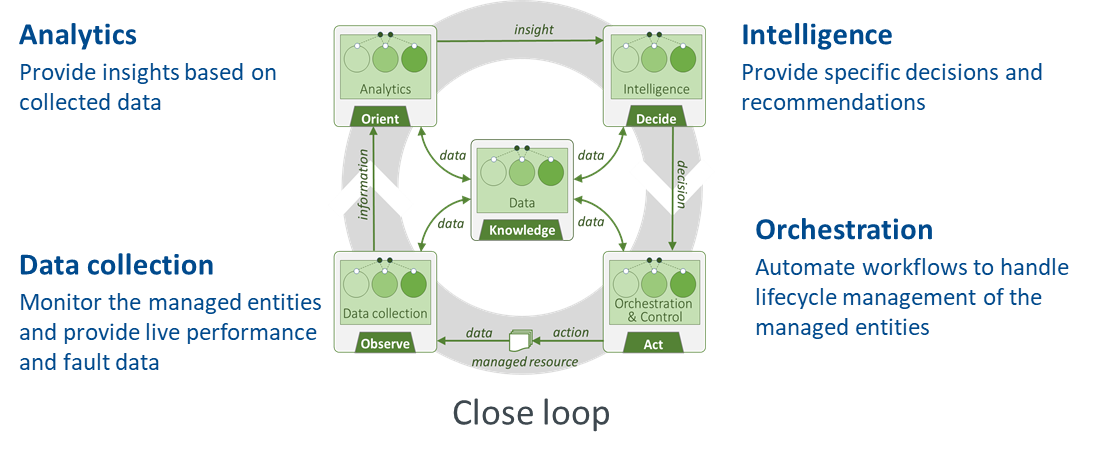 Analytics
Provide insights based on
collected data
Data collection
Monitor the managed entities
and provide live performance
and fault data
insight
Analytics
Orient
Intelligence
Decide
data
data
information
decision
Data
Knowledge
data
data
Data collection
Observe
Orchestration
& Control
Act
data
action
managed resource
Close loop
Intelligence
Provide specific decisions and
recommendations
Orchestration
Automate workflows to handle
lifecycle management of the
managed entities